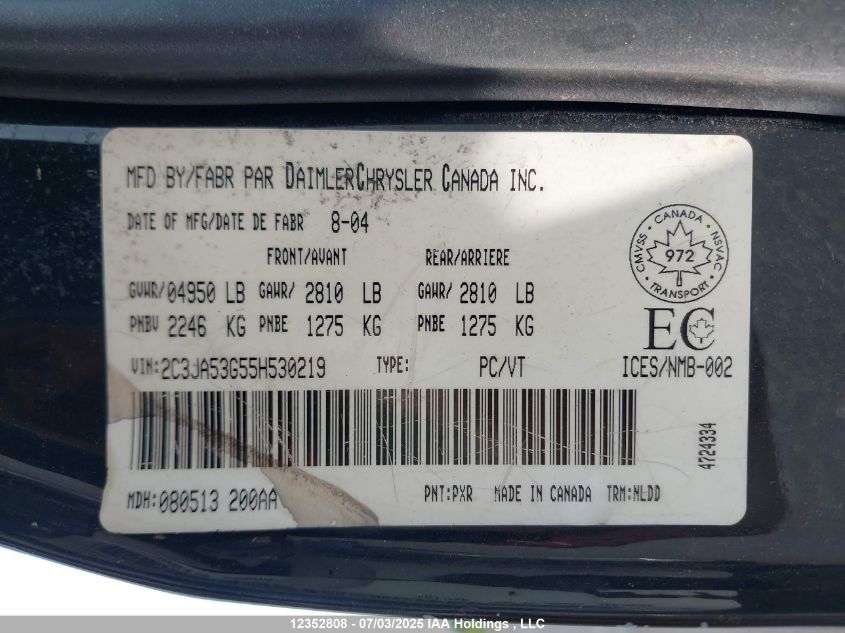 MFD BY/FABR PAR DAIMLERCHRYSLER CANADA INC.
DATE OF MFG/DATE DE FABR 8-04
FRONT/AVANT REAR/ARRIERE
GVWR/04950 LB GAWR/ 2810 LB GAWR/ 2810 LB
PNBV 2246 KG PNBE 1275 KG PNBE 1275 KG
CANADA
CMVSS 972 NSVAC
TRANSPORT
EC
VIN:2C3JA53G55H530219 TYPE: PC/VT ICES/NMB-002
4724334
MDH:080513 200AA PNT:PXR MADE IN CANADA TRM:NLDD
12352808 - 07/03/2025 IAA Holdings , LLC